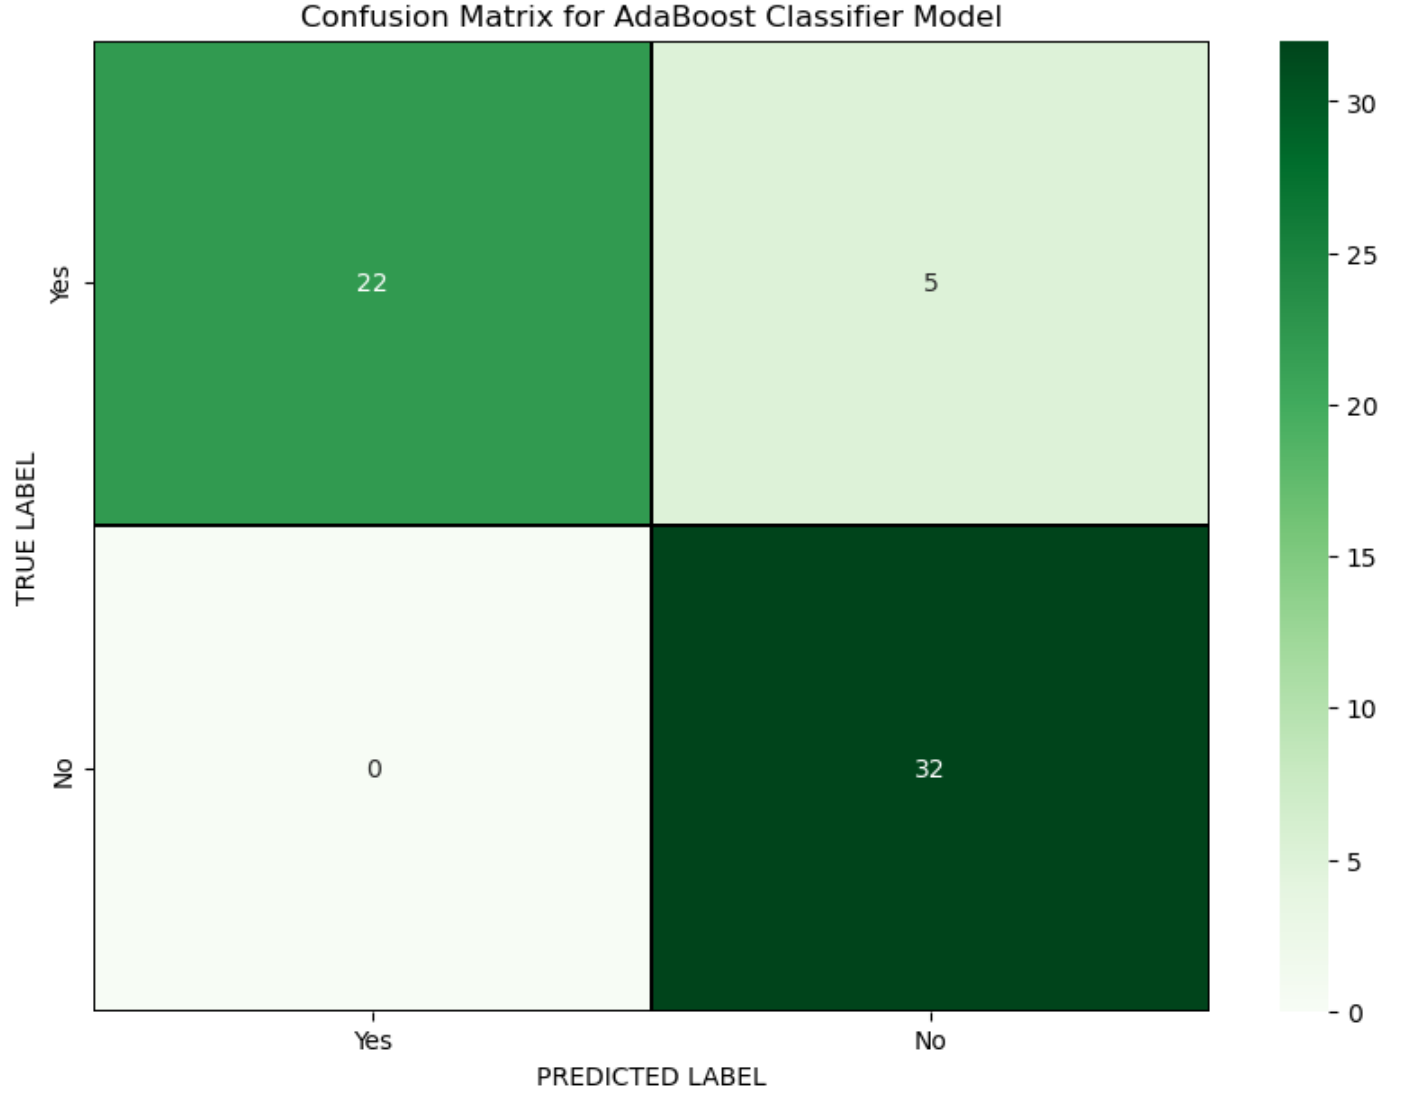 Confusion Matrix for AdaBoost Classifier Model
30
25
20
15
10
5
0
TRUE LABEL
Yes
22
5
No
0
32
Yes
No
PREDICTED LABEL